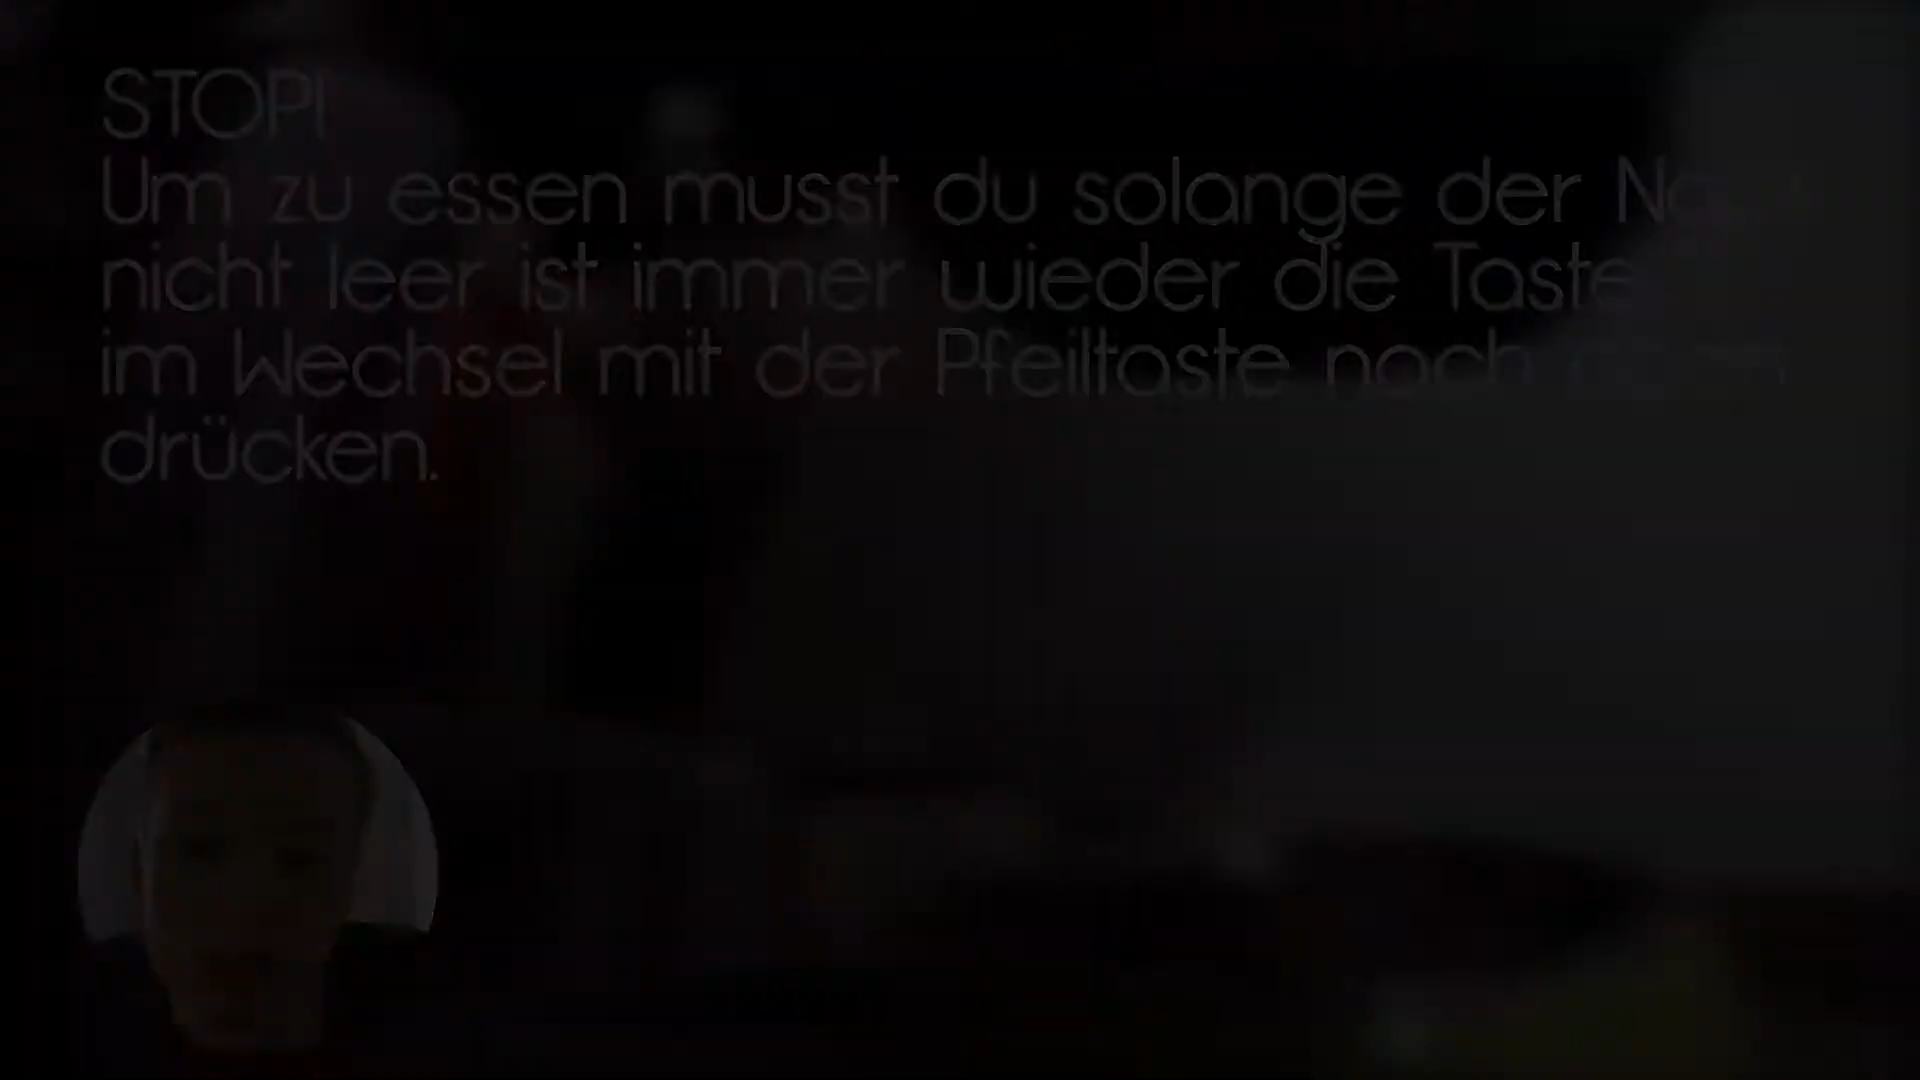 STOP!
Um zu essen musst du solange der
nicht leer ist immer wieder die Taste
im Wechsel mit der Pfeiltaste nach
drücken.